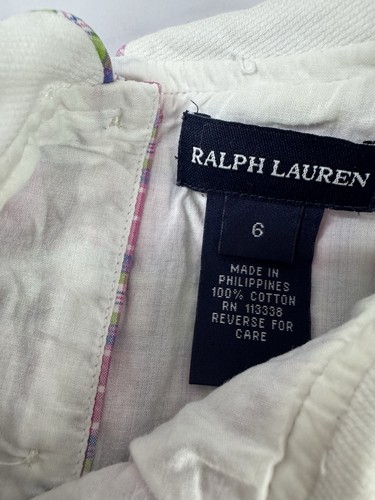 RALPH LAUREN
6
MADE IN
PHILIPPINES
100% COTTON
RN 113338
REVERSE FOR
CARE